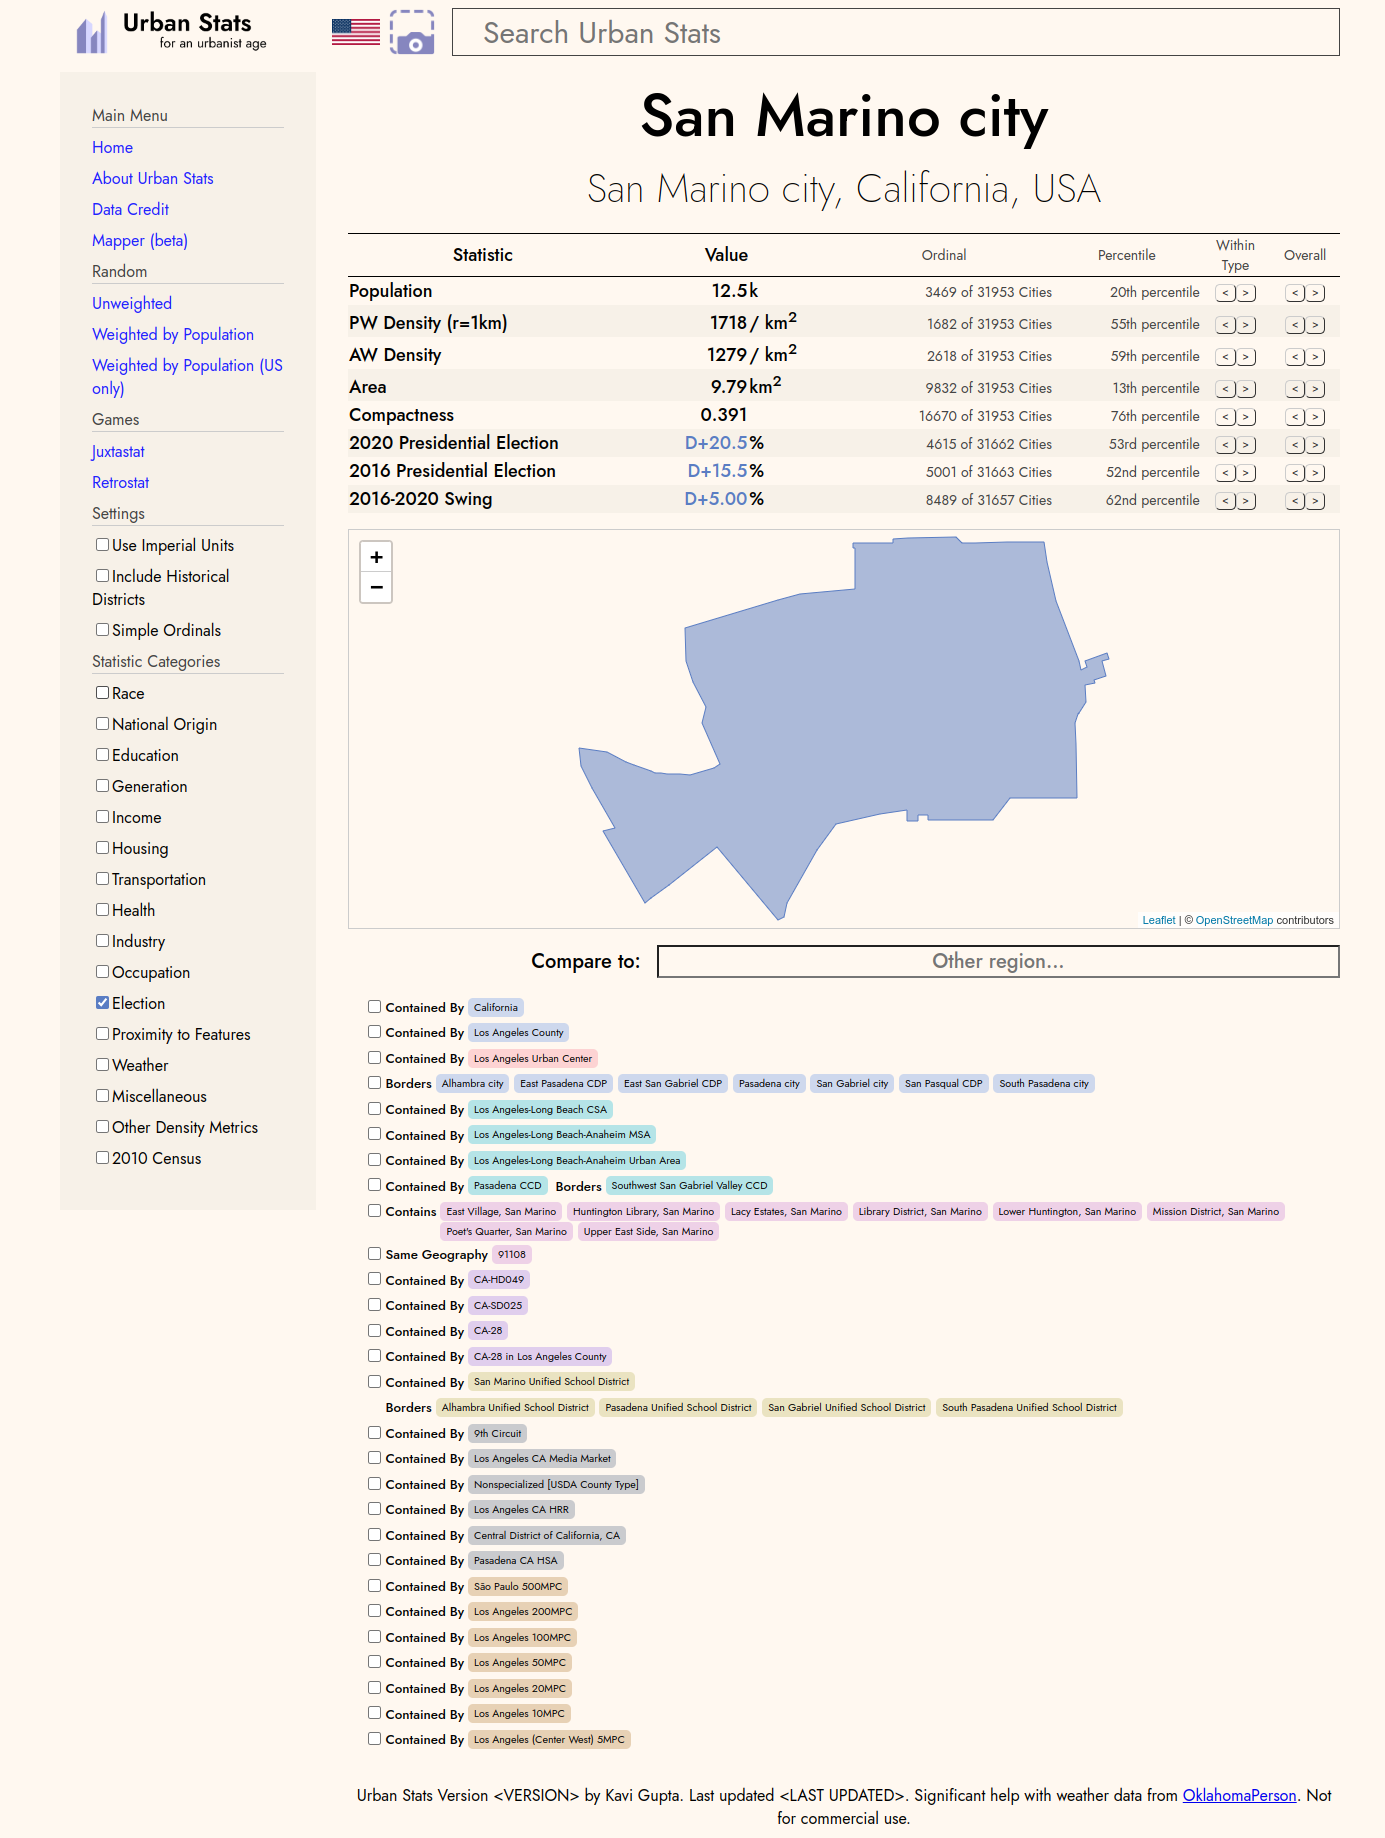 Urban Stats
for an urbanist age
Search Urban Stats
Main Menu
Home
About Urban Stats
Data Credit
Mapper (beta)
Random
Unweighted
Weighted by Population
Weighted by Population (US
only)
Games
Juxtastat
Retrostat
Settings
Use Imperial Units
Include Historical
Districts
Simple Ordinals
Statistic Categories
Race
National Origin
Education
Generation
Income
Housing
Transportation
Health
Industry
Occupation
Election
Proximity to Features
Weather
Miscellaneous
Other Density Metrics
2010 Census
San Marino city
San Marino city, California, USA
Statistic Value Ordinal Percentile Within Type Overall
Population 12.5k 3469 of 31953 Cities 20th percentile < > < >
PW Density (r=1km) 1718 / km² 1682 of 31953 Cities 55th percentile < > < >
AW Density 1279 / km² 2618 of 31953 Cities 59th percentile < > < >
Area 9.79 km² 9832 of 31953 Cities 13th percentile < > < >
Compactness 0.391 16670 of 31953 Cities 76th percentile < > < >
2020 Presidential Election D+20.5% 4615 of 31662 Cities 53rd percentile < > < >
2016 Presidential Election D+15.5% 5001 of 31663 Cities 52nd percentile < > < >
2016-2020 Swing D+5.00% 8489 of 31657 Cities 62nd percentile < > < >
+
−
Leaflet | © OpenStreetMap contributors
Compare to: Other region...
Contained By California
Contained By Los Angeles County
Contained By Los Angeles Urban Center
Borders Alhambra city East Pasadena CDP East San Gabriel CDP Pasadena city San Gabriel city San Pasqual CDP South Pasadena city
Contained By Los Angeles-Long Beach CSA
Contained By Los Angeles-Long Beach-Anaheim MSA
Contained By Los Angeles-Long Beach-Anaheim Urban Area
Contained By Pasadena CCD Borders Southwest San Gabriel Valley CCD
Contains East Village, San Marino Huntington Library, San Marino Lacy Estates, San Marino Library District, San Marino Lower Huntington, San Marino Mission District, San Marino
Poet's Quarter, San Marino Upper East Side, San Marino
Same Geography 91108
Contained By CA-HD049
Contained By CA-SD025
Contained By CA-28
Contained By CA-28 in Los Angeles County
Contained By San Marino Unified School District
Borders Alhambra Unified School District Pasadena Unified School District San Gabriel Unified School District South Pasadena Unified School District
Contained By 9th Circuit
Contained By Los Angeles CA Media Market
Contained By Nonspecialized [USDA County Type]
Contained By Los Angeles CA HRR
Contained By Central District of California, CA
Contained By Pasadena CA HSA
Contained By São Paulo 500MPC
Contained By Los Angeles 200MPC
Contained By Los Angeles 100MPC
Contained By Los Angeles 50MPC
Contained By Los Angeles 20MPC
Contained By Los Angeles 10MPC
Contained By Los Angeles (Center West) 5MPC
Urban Stats Version <VERSION> by Kavi Gupta. Last updated <LAST UPDATED>. Significant help with weather data from OklahomaPerson. Not
for commercial use.